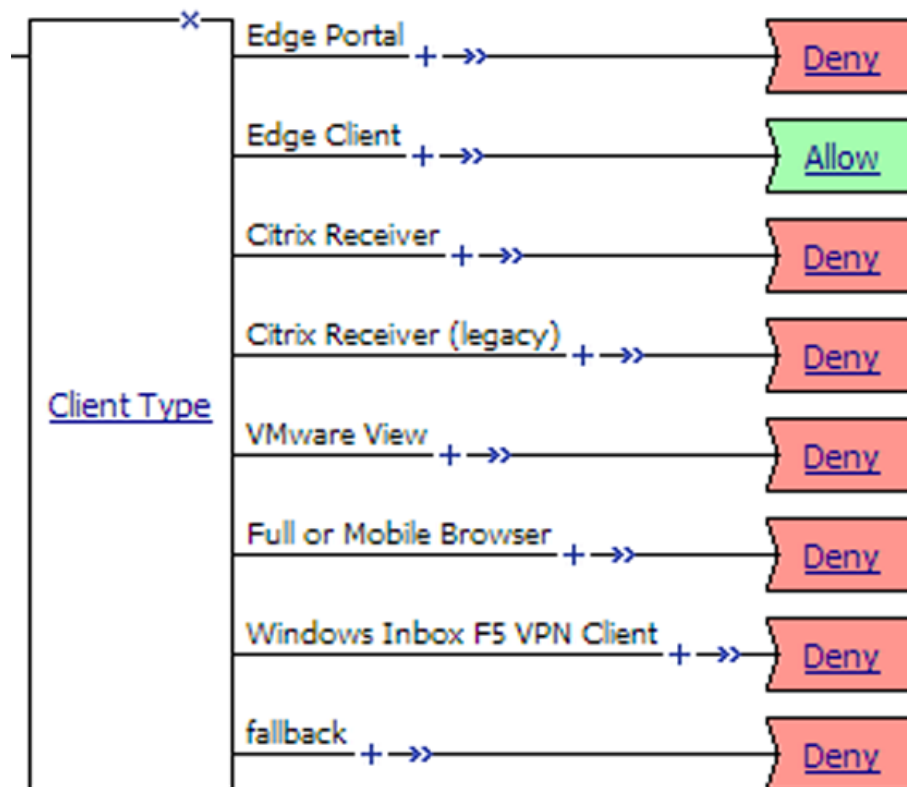 Edge Portal
Deny
Edge Client
Allow
Citrix Receiver
Deny
Citrix Receiver (legacy)
Deny
Client Type
VMware View
Deny
Full or Mobile Browser
Deny
Windows Inbox F5 VPN Client
Deny
fallback
Deny